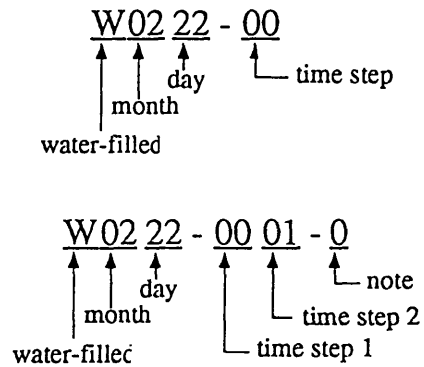 W02 22 - 00
time step
day
month
water-filled
W02 22 - 00 01 - 0
note
day
month
time step 2
water-filled
time step 1